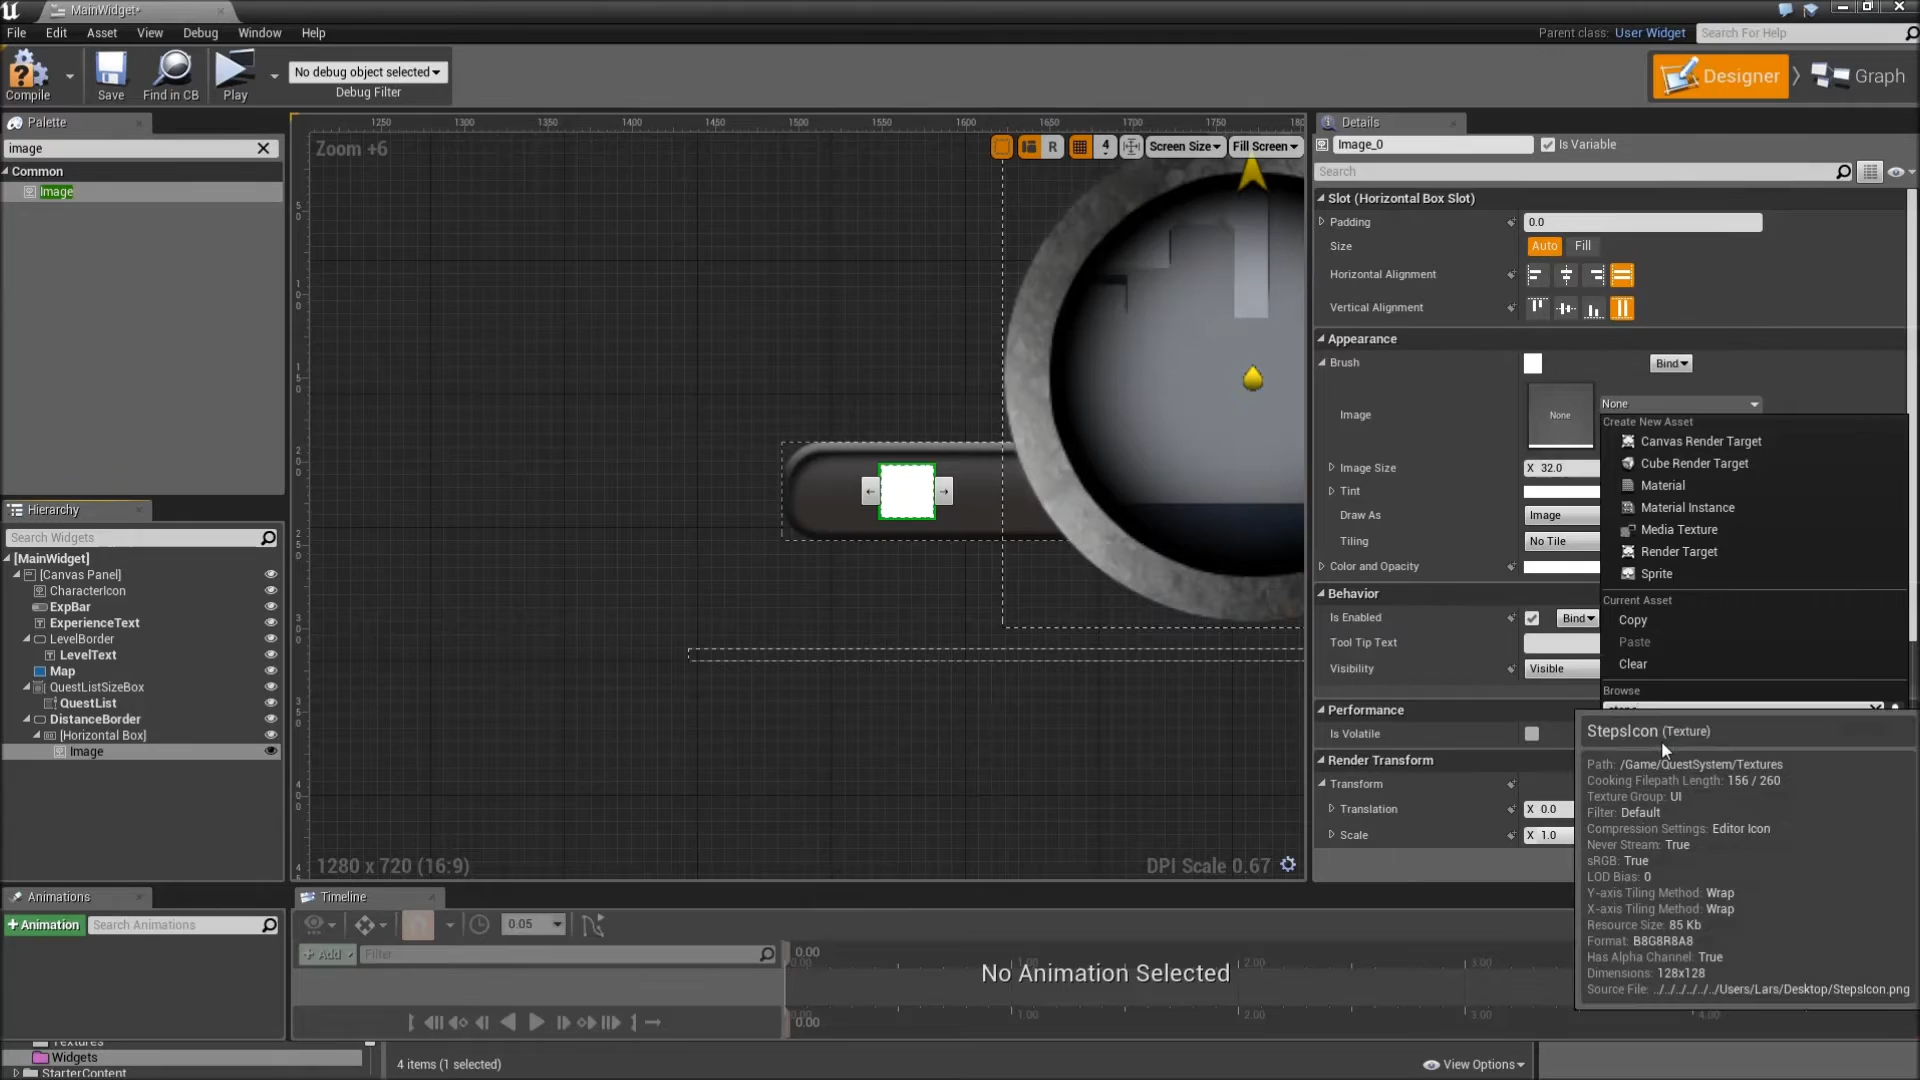 MainWidget*
File Edit Asset View Debug Window Help
Parent class: User Widget Search For Help
Compile Save Find in CB Play
No debug object selected
Debug Filter
Designer Graph
Palette
image
Common
Image
Hierarchy
Search Widgets
[MainWidget]
[Canvas Panel]
CharacterIcon
ExpBar
ExperienceText
LevelBorder
LevelText
Map
QuestListSizeBox
QuestList
DistanceBorder
[Horizontal Box]
Image
1250 1300 1350 1400 1450 1500 1550 1600 1650 1700 1750
Zoom +6
R 4 Screen Size Fill Screen
1280 x 720 (16:9)
DPI Scale 0.67
Details
Image_0 Is Variable
Search
Slot (Horizontal Box Slot)
Padding 0.0
Size Auto Fill
Horizontal Alignment
Vertical Alignment
Appearance
Brush Bind
Image None None
Image Size X 32.0
Tint
Draw As Image
Tiling No Tile
Color and Opacity
Behavior
Is Enabled Bind
Tool Tip Text
Visibility Visible
Performance
Is Volatile
Render Transform
Transform
Translation X 0.0
Scale X 1.0
Create New Asset
Canvas Render Target
Cube Render Target
Material
Material Instance
Media Texture
Render Target
Sprite
Current Asset
Copy
Paste
Clear
Browse
StepsIcon (Texture)
Path: /Game/QuestSystem/Textures
Cooking Filepath Length: 156 / 260
Texture Group: UI
Filter: Default
Compression Settings: Editor Icon
Never Stream: True
sRGB: True
LOD Bias: 0
Y-axis Tiling Method: Wrap
X-axis Tiling Method: Wrap
Resource Size: 85 Kb
Format: B8G8R8A8
Has Alpha Channel: True
Dimensions: 128x128
Source File: ../../../../../../Users/Lars/Desktop/StepsIcon.png
Animations
+Animation Search Animations
Timeline
0.05
+ Add Filter
0.00
1.00 2.00 3.00
No Animation Selected
0.00
1.00 2.00 3.00 4.00
Textures
Widgets
StarterContent
4 items (1 selected)
View Options